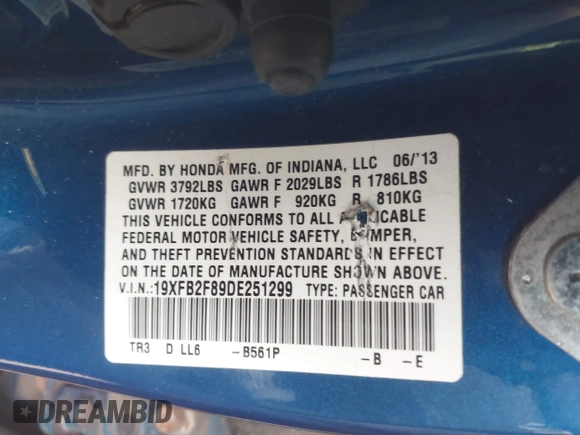 MFD. BY HONDA MFG. OF INDIANA, LLC 06/'13
GVWR 3792LBS GAWR F 2029LBS R 1786LBS
GVWR 1720KG GAWR F 920KG R 810KG
THIS VEHICLE CONFORMS TO ALL APPLICABLE
FEDERAL MOTOR VEHICLE SAFETY, BUMPER,
AND THEFT PREVENTION STANDARDS IN EFFECT
ON THE DATE OF MANUFACTURE SHOWN ABOVE.
V.I.N.:19XFB2F89DE251299 TYPE: PASSENGER CAR
TR3 D LL6 -B561P -B -E
DREAMBID